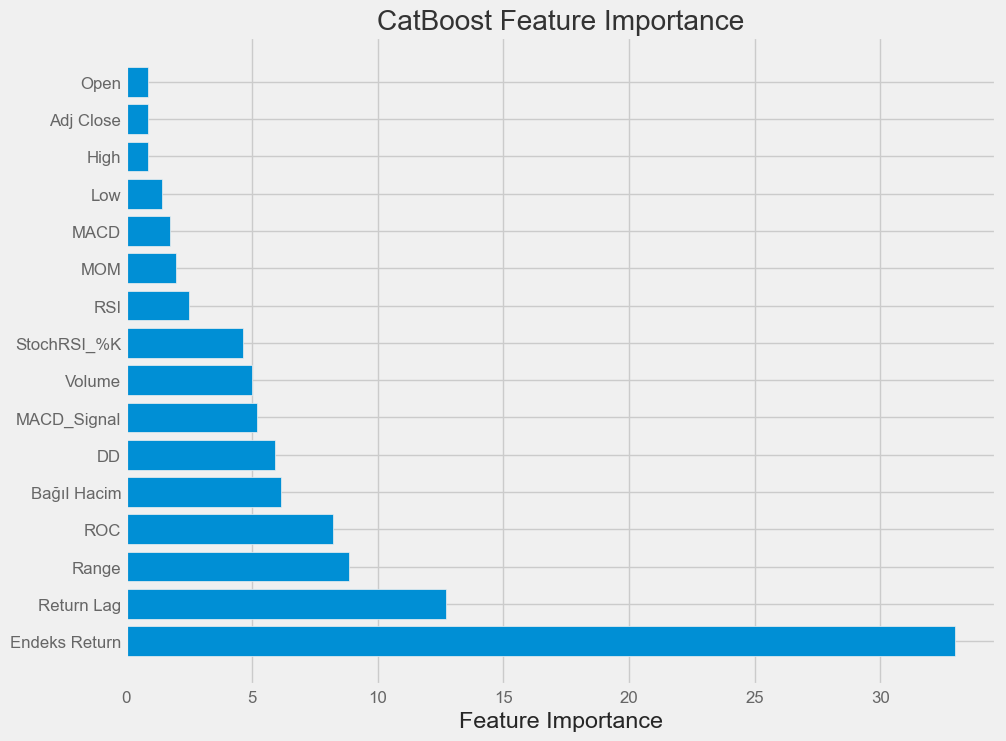 CatBoost Feature Importance
Open
Adj Close
High
Low
MACD
MOM
RSI
StochRSI_%K
Volume
MACD_Signal
DD
Bağıl Hacim
ROC
Range
Return Lag
Endeks Return
0 5 10 15 20 25 30
Feature Importance